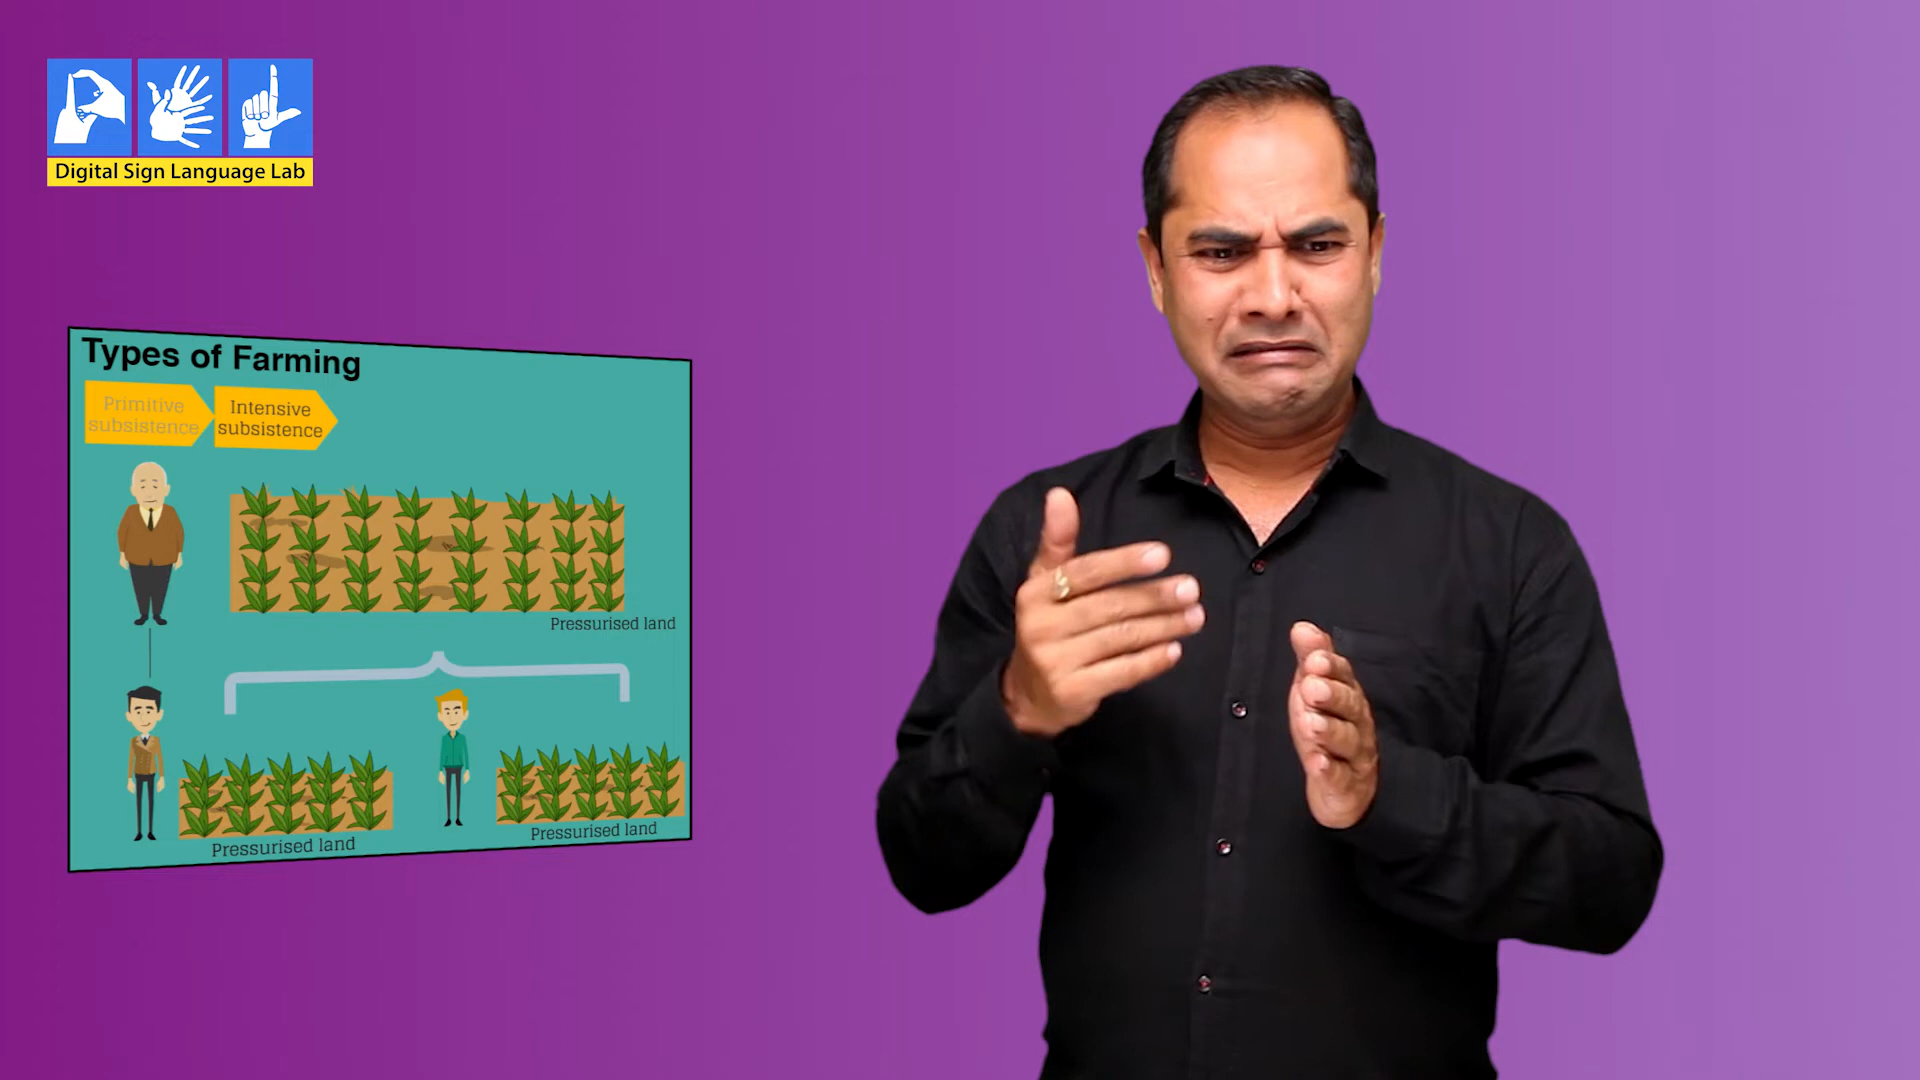 Digital Sign Language Lab
Types of Farming
Primitive
subsistence
Intensive
subsistence
Pressurised land
Pressurised land
Pressurised land